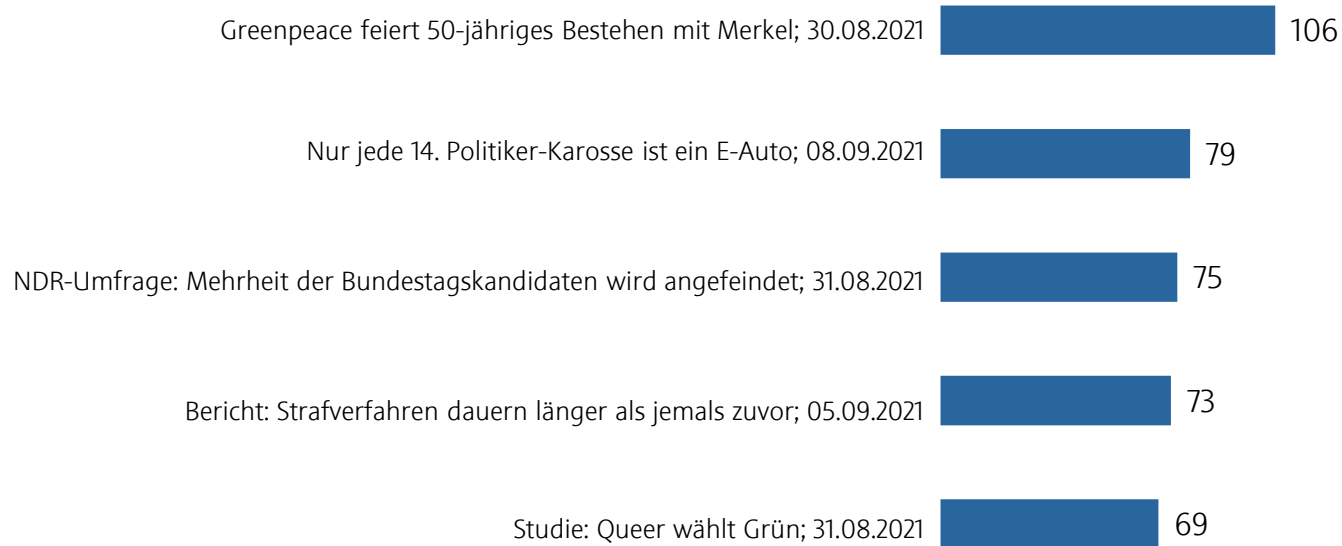 Greenpeace feiert 50-jähriges Bestehen mit Merkel; 30.08.2021 106
Nur jede 14. Politiker-Karosse ist ein E-Auto; 08.09.2021 79
NDR-Umfrage: Mehrheit der Bundestagskandidaten wird angefeindet; 31.08.2021 75
Bericht: Strafverfahren dauern länger als jemals zuvor; 05.09.2021 73
Studie: Queer wählt Grün; 31.08.2021 69